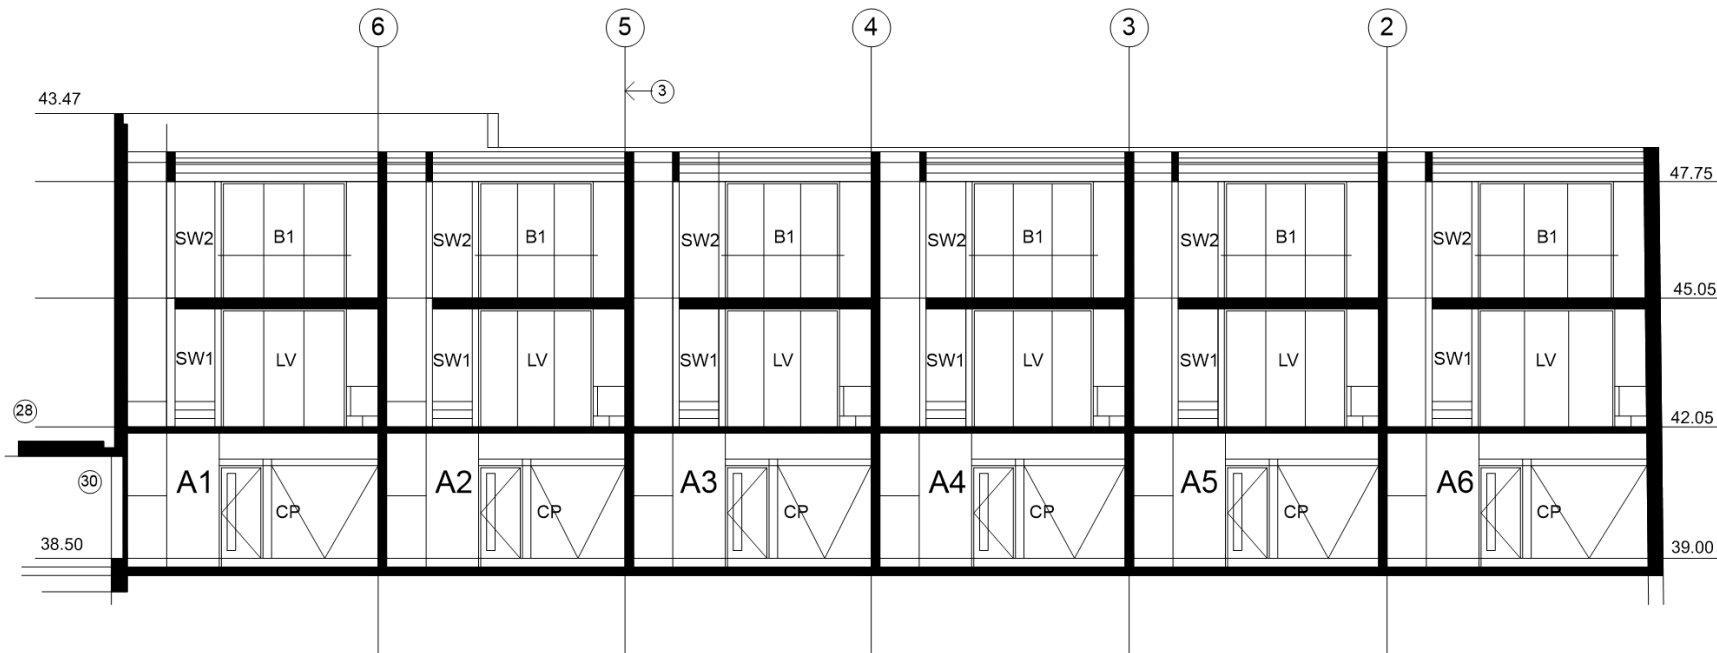 6 5 4 3 2
3
43.47
47.75
SW2 B1 SW2 B1 SW2 B1 SW2 B1 SW2 B1 SW2 B1
45.05
SW1 LV SW1 LV SW1 LV SW1 LV SW1 LV SW1 LV
28
42.05
30
A1 A2 A3 A4 A5 A6
CP CP CP CP CP CP
38.50
39.00